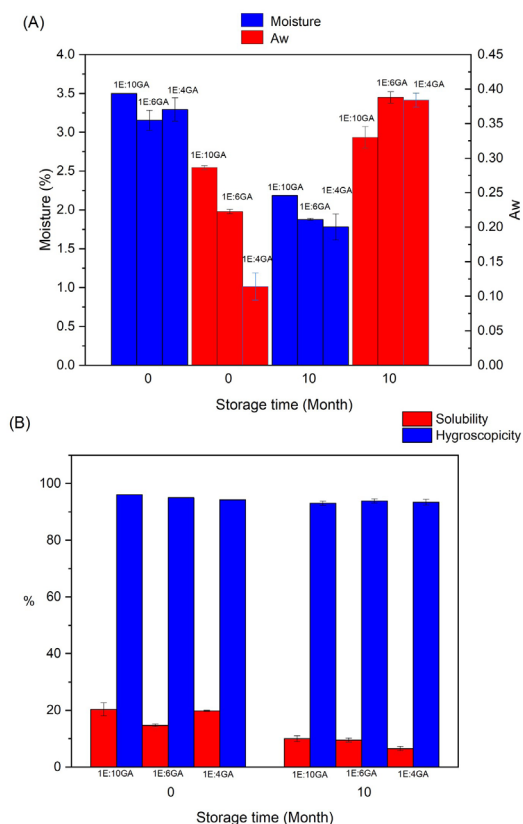 (A)
Moisture
Aw
4.0
3.5
3.0
2.5
2.0
1.5
1.0
0.5
0.0
Moisture (%)
0.45
0.40
0.35
0.30
0.25
0.20
0.15
0.10
0.05
0.00
Aw
1E:10GA
1E:6GA
1E:4GA
1E:10GA
1E:6GA
1E:4GA
1E:10GA
1E:6GA
1E:4GA
1E:10GA
1E:6GA
1E:4GA
0 0 10 10
Storage time (Month)
(B)
Solubility
Hygroscopicity
100
80
60
40
20
0
%
1E:10GA 1E:6GA 1E:4GA 1E:10GA 1E:6GA 1E:4GA
0 10
Storage time (Month)